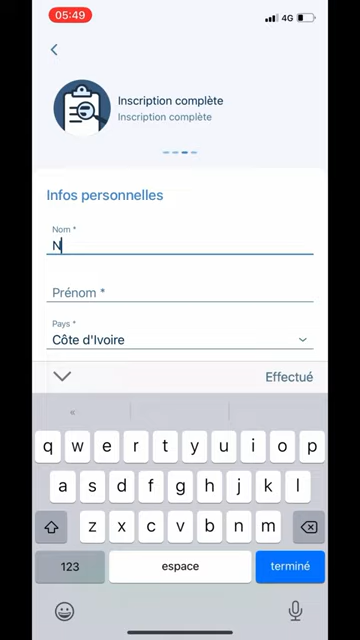 05:49
4G
Inscription complète
Inscription complète
Infos personnelles
Nom *
N
Prénom *
Pays *
Côte d'Ivoire
Effectué
«
q w e r t y u i o p
a s d f g h j k l
z x c v b n m
123 espace terminé